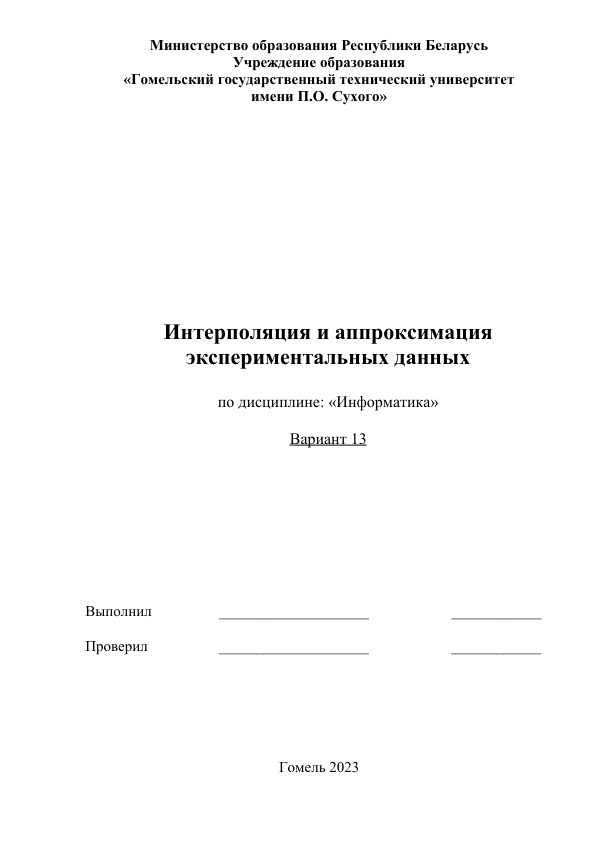 Министерство образования Республики Беларусь
Учреждение образования
«Гомельский государственный технический университет
имени П.О. Сухого»
Интерполяция и аппроксимация
экспериментальных данных
по дисциплине: «Информатика»
Вариант 13
Выполнил ____________________ ____________
Проверил ____________________ ____________
Гомель 2023